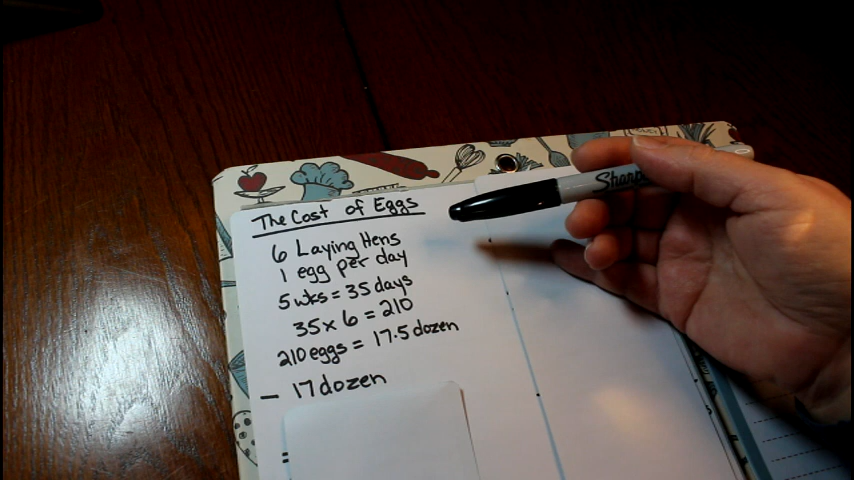 The Cost of Eggs
6 Laying Hens
1 egg per day
5 wks = 35 days
35 x 6 = 210
210 eggs = 17.5 dozen
- 17 dozen
=
Sharp